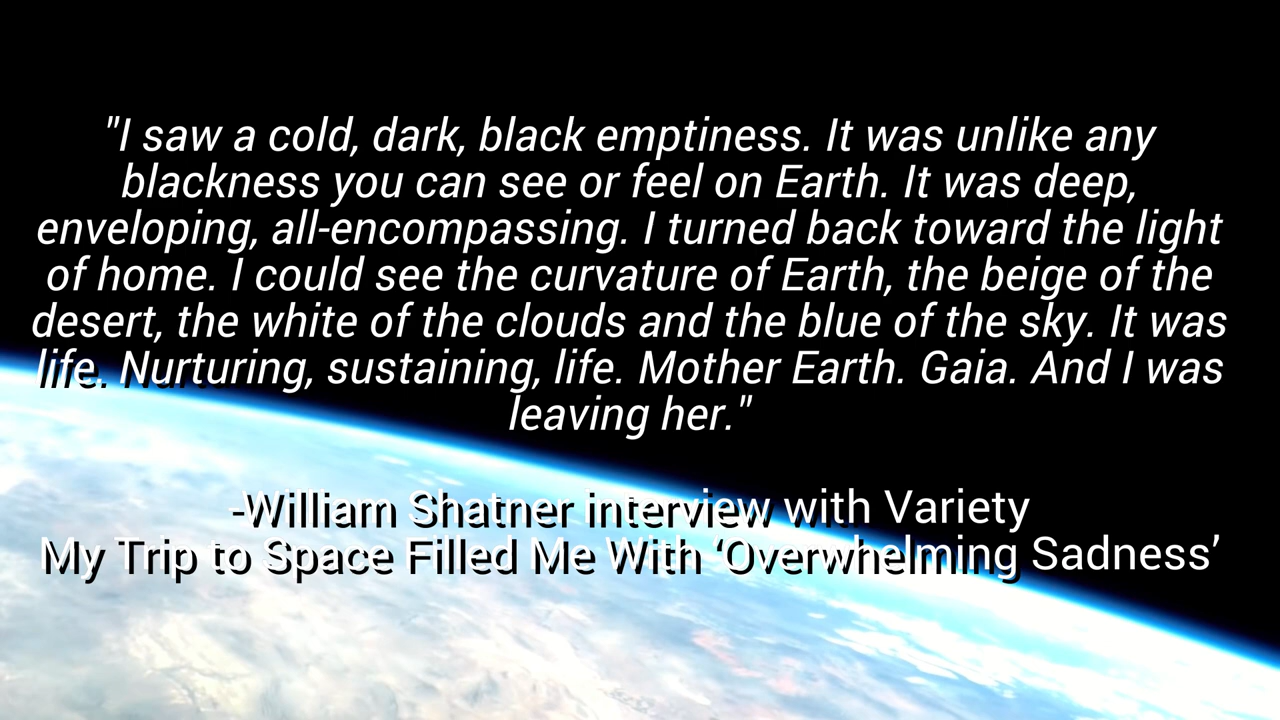 "I saw a cold, dark, black emptiness. It was unlike any
blackness you can see or feel on Earth. It was deep,
enveloping, all-encompassing. I turned back toward the light
of home. I could see the curvature of Earth, the beige of the
desert, the white of the clouds and the blue of the sky. It was
life. Nurturing, sustaining, life. Mother Earth. Gaia. And I was
leaving her."
-William Shatner interview with Variety
My Trip to Space Filled Me With ‘Overwhelming Sadness’